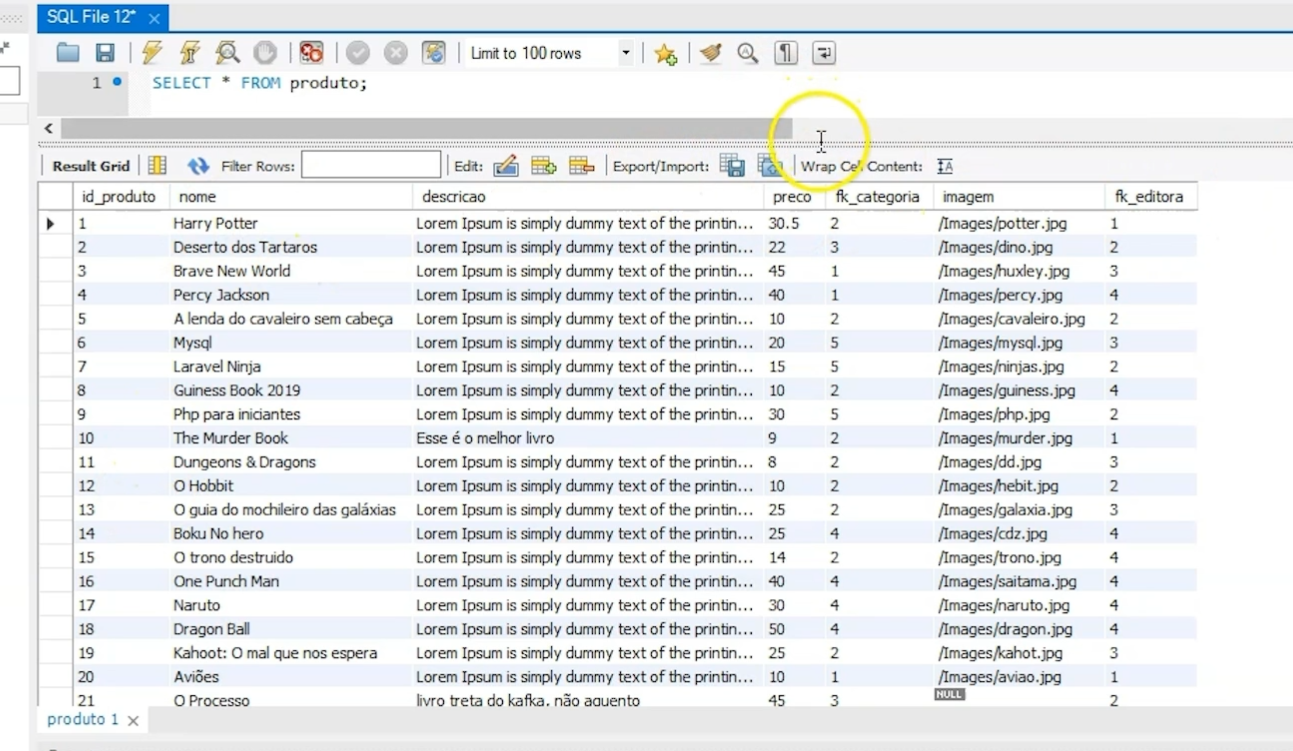 SQL File 12*
Limit to 100 rows
1 SELECT * FROM produto;
Result Grid Filter Rows: Edit: Export/Import: Wrap Cell Content:
id_produto nome descricao preco fk_categoria imagem fk_editora
1 Harry Potter Lorem Ipsum is simply dummy text of the printin... 30.5 2 /Images/potter.jpg 1
2 Deserto dos Tartaros Lorem Ipsum is simply dummy text of the printin... 22 3 /Images/dino.jpg 2
3 Brave New World Lorem Ipsum is simply dummy text of the printin... 45 1 /Images/huxley.jpg 3
4 Percy Jackson Lorem Ipsum is simply dummy text of the printin... 40 1 /Images/percy.jpg 4
5 A lenda do cavaleiro sem cabeça Lorem Ipsum is simply dummy text of the printin... 10 2 /Images/cavaleiro.jpg 2
6 Mysql Lorem Ipsum is simply dummy text of the printin... 20 5 /Images/mysql.jpg 3
7 Laravel Ninja Lorem Ipsum is simply dummy text of the printin... 15 5 /Images/ninjas.jpg 2
8 Guiness Book 2019 Lorem Ipsum is simply dummy text of the printin... 10 2 /Images/guiness.jpg 4
9 Php para iniciantes Lorem Ipsum is simply dummy text of the printin... 30 5 /Images/php.jpg 2
10 The Murder Book Esse é o melhor livro 9 2 /Images/murder.jpg 1
11 Dungeons & Dragons Lorem Ipsum is simply dummy text of the printin... 8 2 /Images/dd.jpg 3
12 O Hobbit Lorem Ipsum is simply dummy text of the printin... 10 2 /Images/hebit.jpg 2
13 O guia do mochileiro das galáxias Lorem Ipsum is simply dummy text of the printin... 25 2 /Images/galaxia.jpg 3
14 Boku No hero Lorem Ipsum is simply dummy text of the printin... 25 4 /Images/cdz.jpg 4
15 O trono destruido Lorem Ipsum is simply dummy text of the printin... 14 2 /Images/trono.jpg 4
16 One Punch Man Lorem Ipsum is simply dummy text of the printin... 40 4 /Images/saitama.jpg 4
17 Naruto Lorem Ipsum is simply dummy text of the printin... 30 4 /Images/naruto.jpg 4
18 Dragon Ball Lorem Ipsum is simply dummy text of the printin... 50 4 /Images/dragon.jpg 4
19 Kahoot: O mal que nos espera Lorem Ipsum is simply dummy text of the printin... 25 2 /Images/kahot.jpg 3
20 Aviões Lorem Ipsum is simply dummy text of the printin... 10 1 /Images/aviao.jpg 1
21 O Processo livro treta do kafka, não aguento 45 3 NULL 2
produto 1